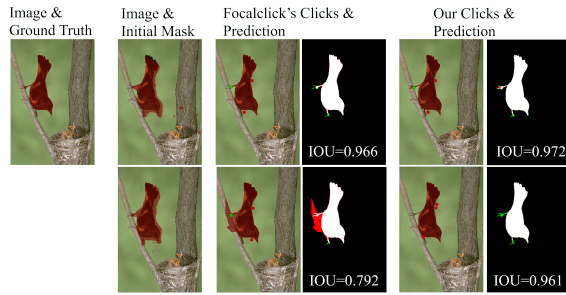 Image &
Ground Truth
Image &
Initial Mask
Focalclick's Clicks &
Prediction
Our Clicks &
Prediction
IOU=0.966
IOU=0.972
IOU=0.792
IOU=0.961